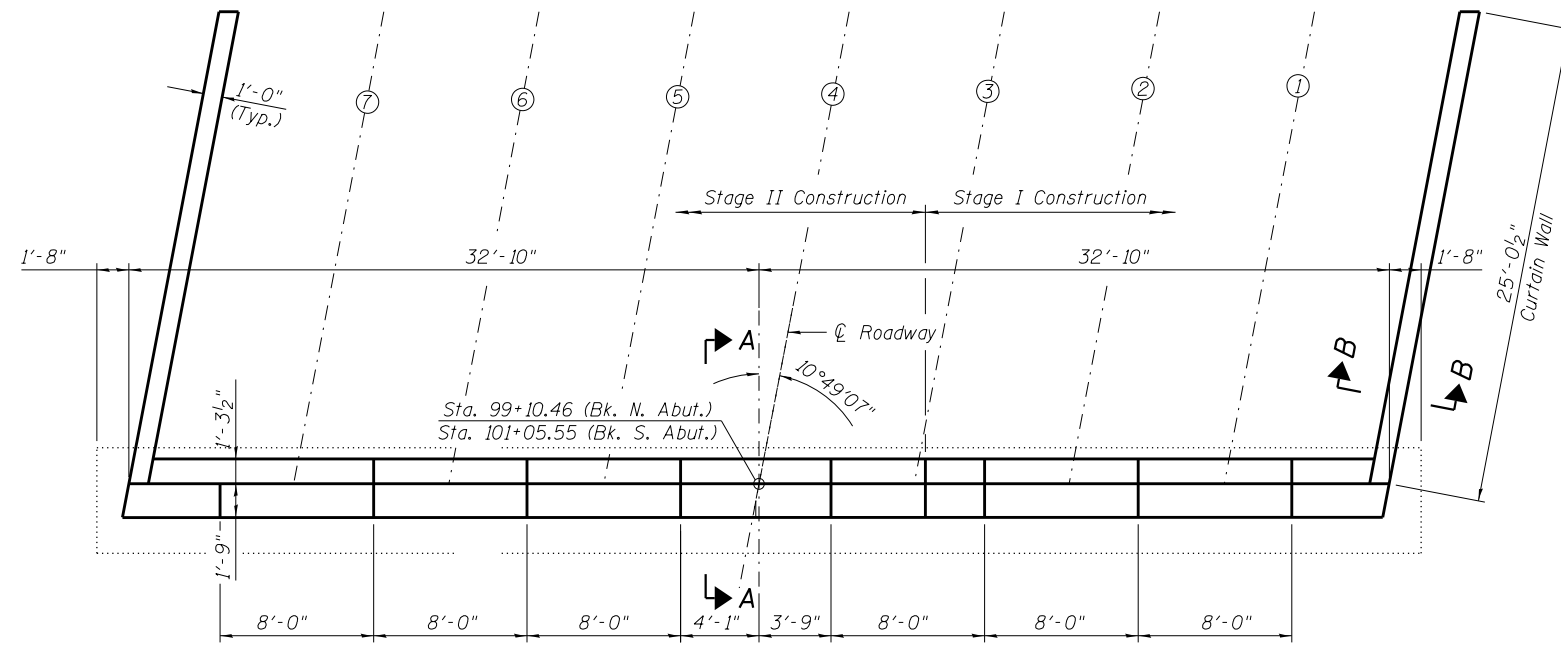 1'-0"
(Typ.)
7
6
5
4
3
2
1
Stage II Construction
Stage I Construction
1'-8"
32'-10"
32'-10"
1'-8"
25'-0½"
Curtain Wall
A
℄ Roadway
B
B
10°49'07"
1'-3½"
Sta. 99+10.46 (Bk. N. Abut.)
Sta. 101+05.55 (Bk. S. Abut.)
1'-9"
A
8'-0"
8'-0"
8'-0"
4'-1"
3'-9"
8'-0"
8'-0"
8'-0"